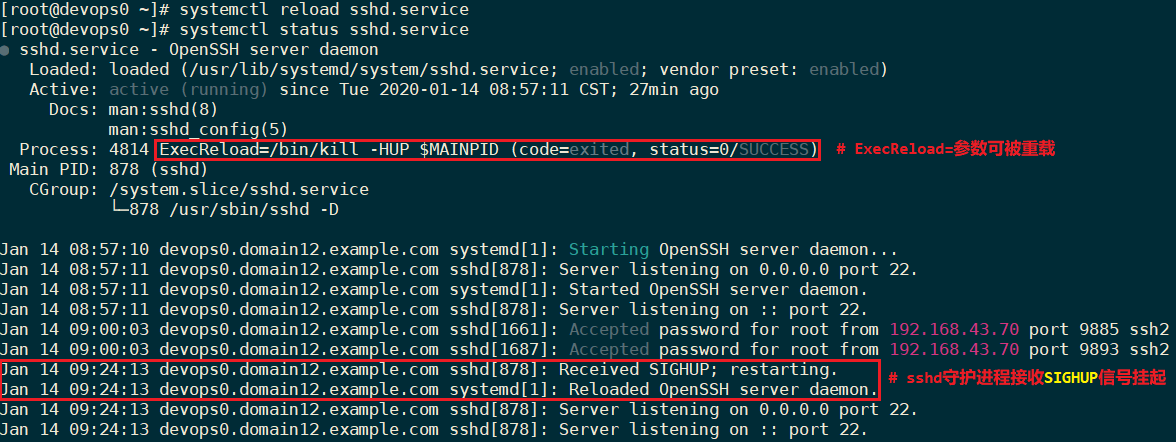 [root@devops0 ~]# systemctl reload sshd.service
[root@devops0 ~]# systemctl status sshd.service
● sshd.service - OpenSSH server daemon
Loaded: loaded (/usr/lib/systemd/system/sshd.service; enabled; vendor preset: enabled)
Active: active (running) since Tue 2020-01-14 08:57:11 CST; 27min ago
Docs: man:sshd(8)
man:sshd_config(5)
Process: 4814 ExecReload=/bin/kill -HUP $MAINPID (code=exited, status=0/SUCCESS) # ExecReload=参数可被重载
Main PID: 878 (sshd)
CGroup: /system.slice/sshd.service
└─878 /usr/sbin/sshd -D
Jan 14 08:57:10 devops0.domain12.example.com systemd[1]: Starting OpenSSH server daemon...
Jan 14 08:57:11 devops0.domain12.example.com sshd[878]: Server listening on 0.0.0.0 port 22.
Jan 14 08:57:11 devops0.domain12.example.com systemd[1]: Started OpenSSH server daemon.
Jan 14 08:57:11 devops0.domain12.example.com sshd[878]: Server listening on :: port 22.
Jan 14 09:00:03 devops0.domain12.example.com sshd[1661]: Accepted password for root from 192.168.43.70 port 9885 ssh2
Jan 14 09:00:03 devops0.domain12.example.com sshd[1687]: Accepted password for root from 192.168.43.70 port 9893 ssh2
Jan 14 09:24:13 devops0.domain12.example.com sshd[878]: Received SIGHUP; restarting.
Jan 14 09:24:13 devops0.domain12.example.com systemd[1]: Reloaded OpenSSH server daemon. # sshd守护进程接收SIGHUP信号挂起
Jan 14 09:24:13 devops0.domain12.example.com sshd[878]: Server listening on 0.0.0.0 port 22.
Jan 14 09:24:13 devops0.domain12.example.com sshd[878]: Server listening on :: port 22.